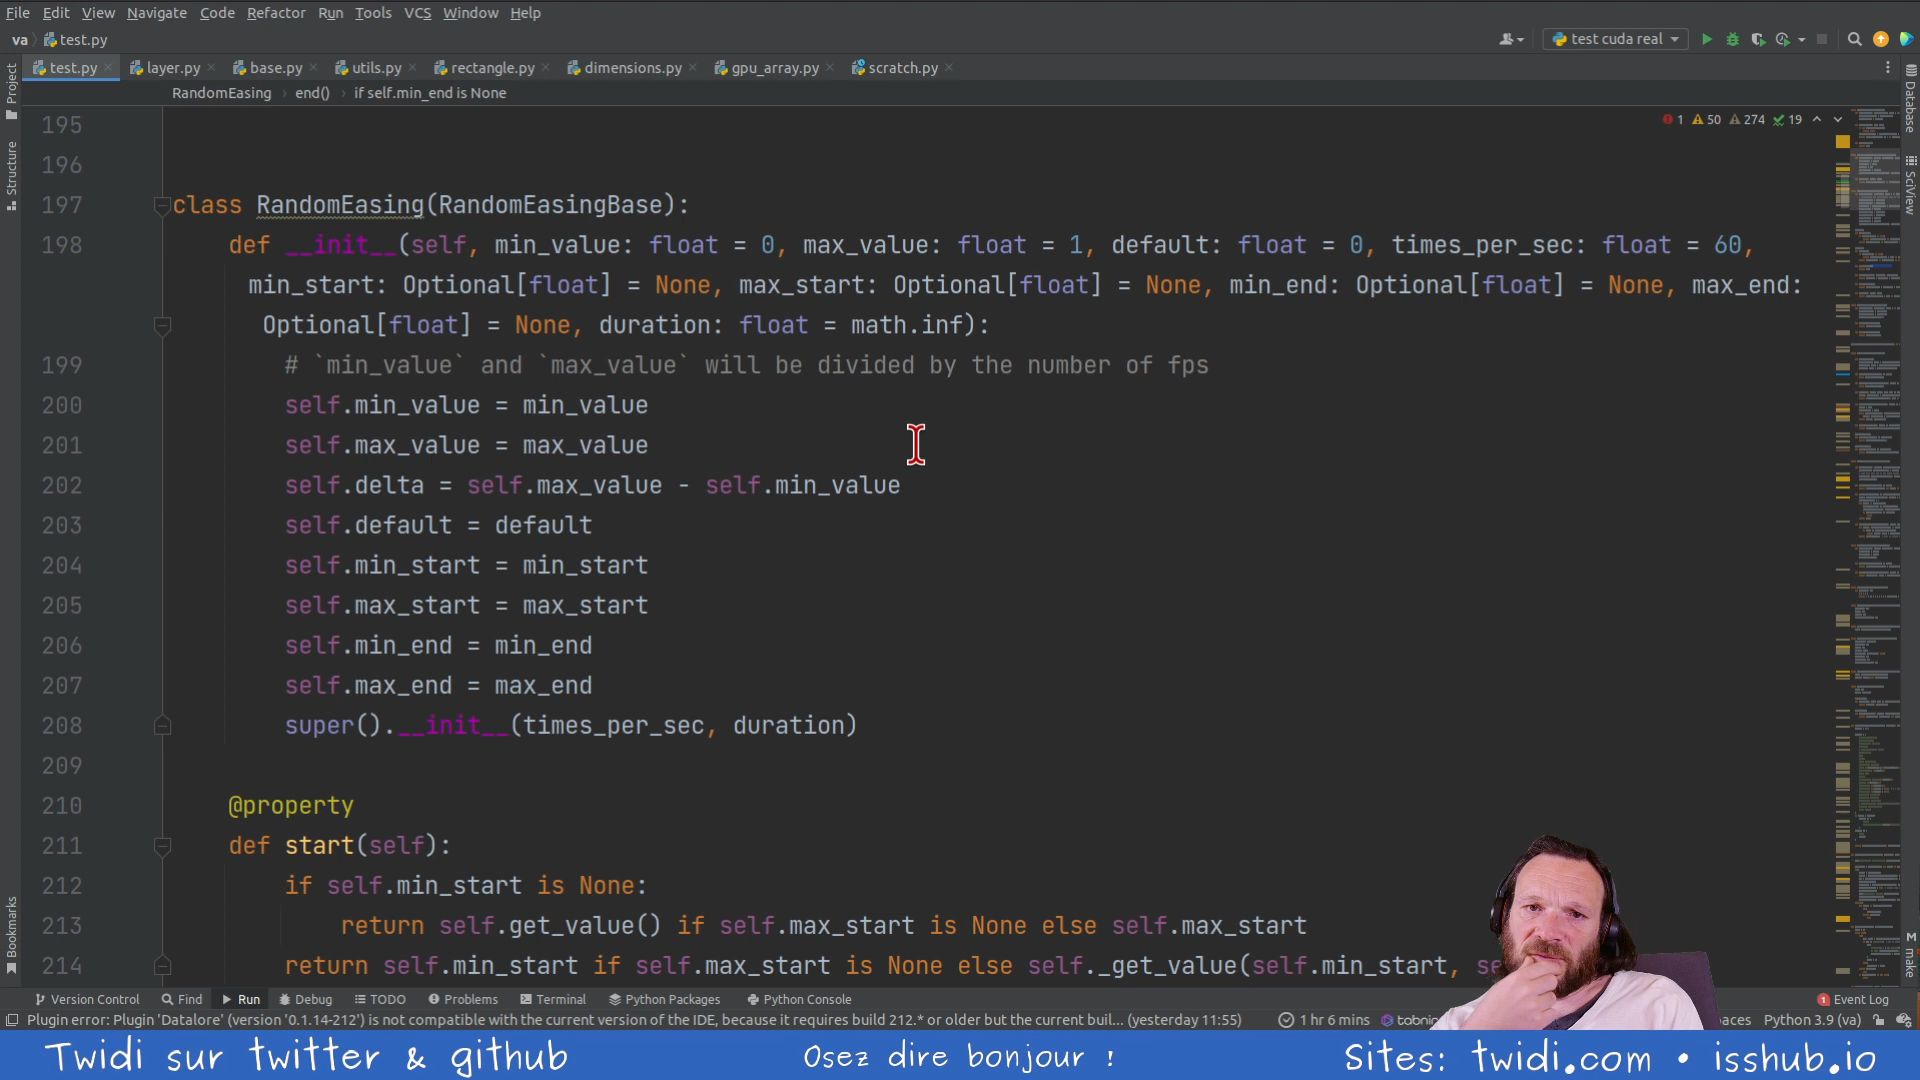 File Edit View Navigate Code Refactor Run Tools VCS Window Help
va test.py
test cuda real
test.py layer.py base.py utils.py rectangle.py dimensions.py gpu_array.py scratch.py
RandomEasing end() if self.min_end is None
1 50 274 19
195
196
197 class RandomEasing(RandomEasingBase):
198 def __init__(self, min_value: float = 0, max_value: float = 1, default: float = 0, times_per_sec: float = 60,
min_start: Optional[float] = None, max_start: Optional[float] = None, min_end: Optional[float] = None, max_end:
Optional[float] = None, duration: float = math.inf):
199 # `min_value` and `max_value` will be divided by the number of fps
200 self.min_value = min_value
201 self.max_value = max_value
202 self.delta = self.max_value - self.min_value
203 self.default = default
204 self.min_start = min_start
205 self.max_start = max_start
206 self.min_end = min_end
207 self.max_end = max_end
208 super().__init__(times_per_sec, duration)
209
210 @property
211 def start(self):
212 if self.min_start is None:
213 return self.get_value() if self.max_start is None else self.max_start
214 return self.min_start if self.max_start is None else self._get_value(self.min_start,
Project
Structure
Bookmarks
Database
SciView
make
Version Control Find Run Debug TODO Problems Terminal Python Packages Python Console 1 Event Log
Plugin error: Plugin 'Datalore' (version '0.1.14-212') is not compatible with the current version of the IDE, because it requires build 212.* or older but the current buil... (yesterday 11:55) 1 hr 6 mins Python 3.9 (va)
Twidi sur twitter & github Osez dire bonjour ! Sites: twidi.com • isshub.io